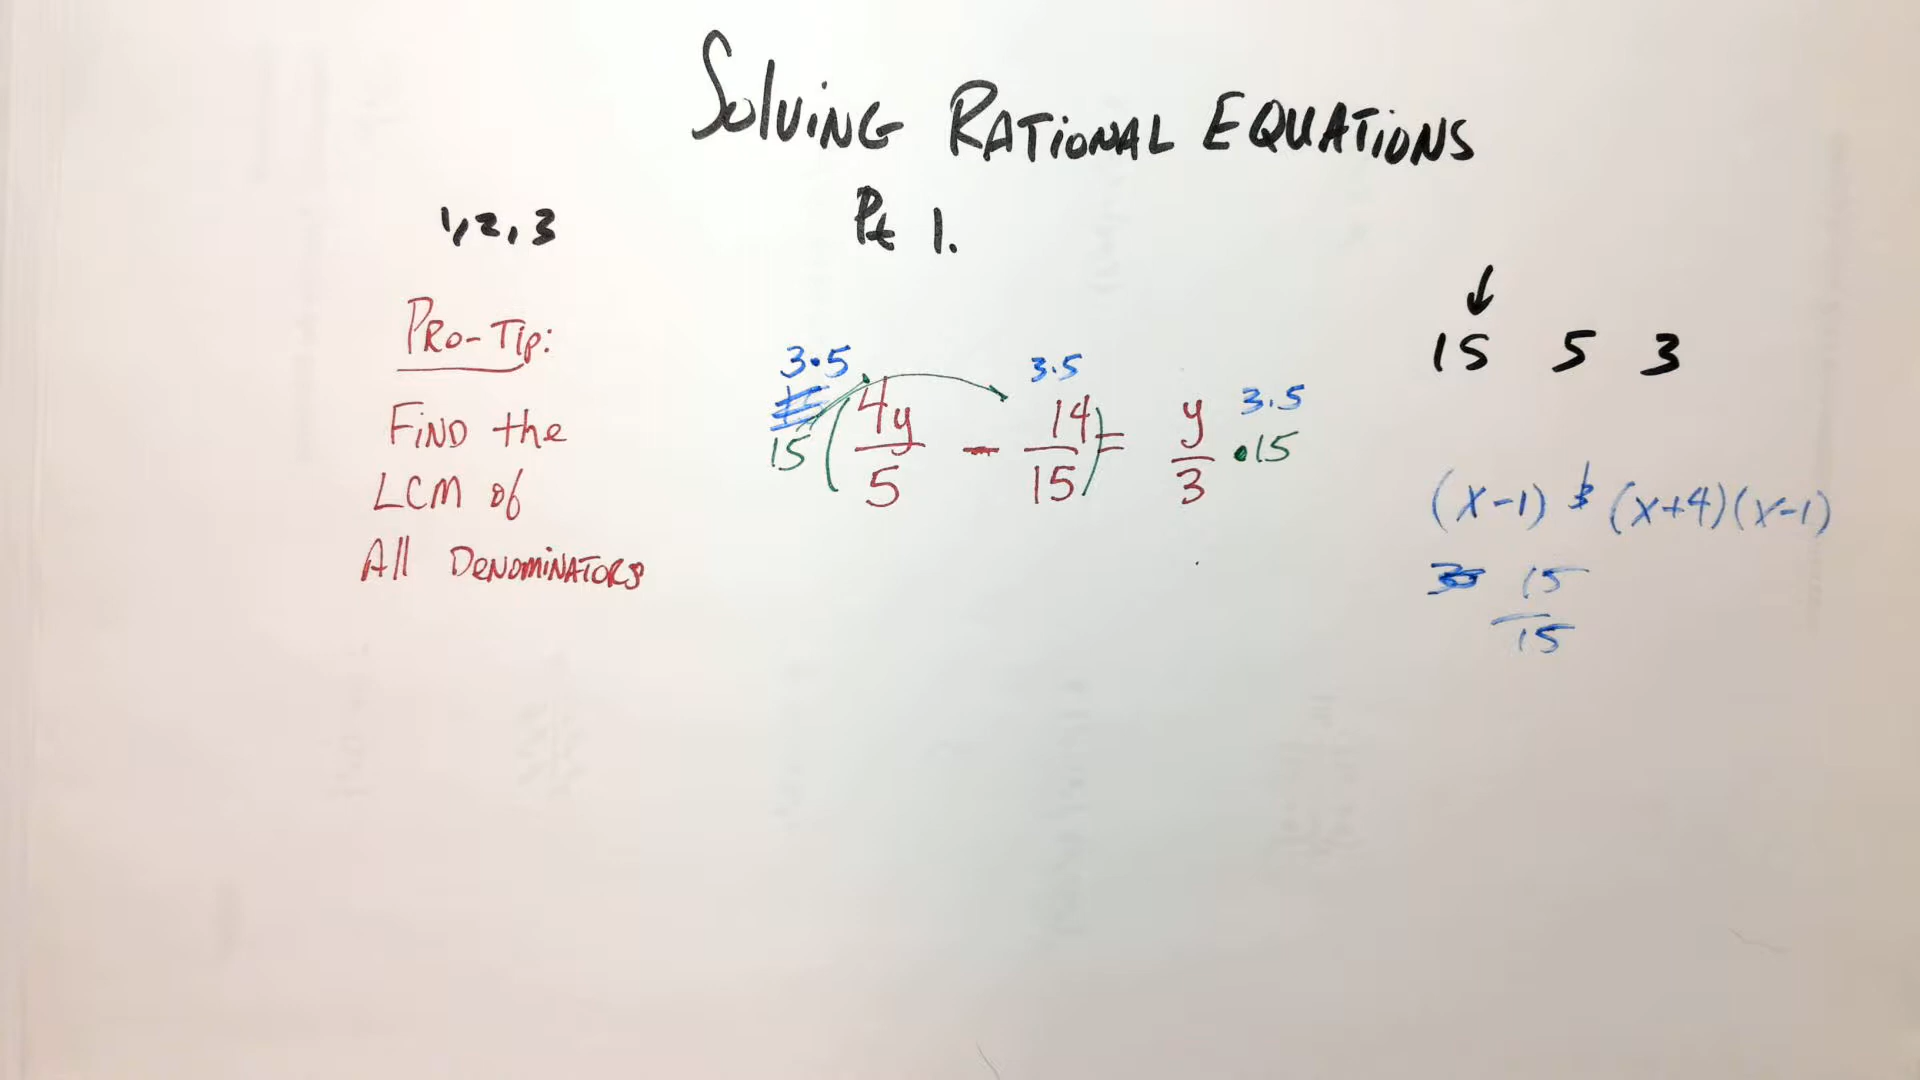 Solving Rational Equations
Pt 1.
1, 2, 3
Pro-Tip:
Find the
LCM of
All Denominators
3·5 3·5 3·5
15 (4y/5 - 14/15) = y/3 · 15
15 5 3
(x-1) & (x+4)(x-1)
15
15